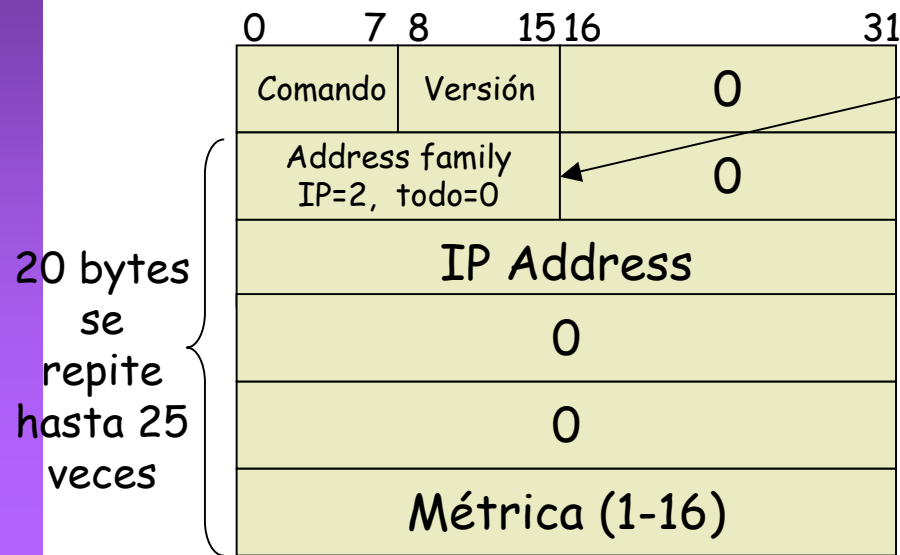 0 7 8 15 16 31
Comando Versión 0
Address family
IP=2, todo=0
0
IP Address
0
0
Métrica (1-16)
20 bytes
se
repite
hasta 25
veces